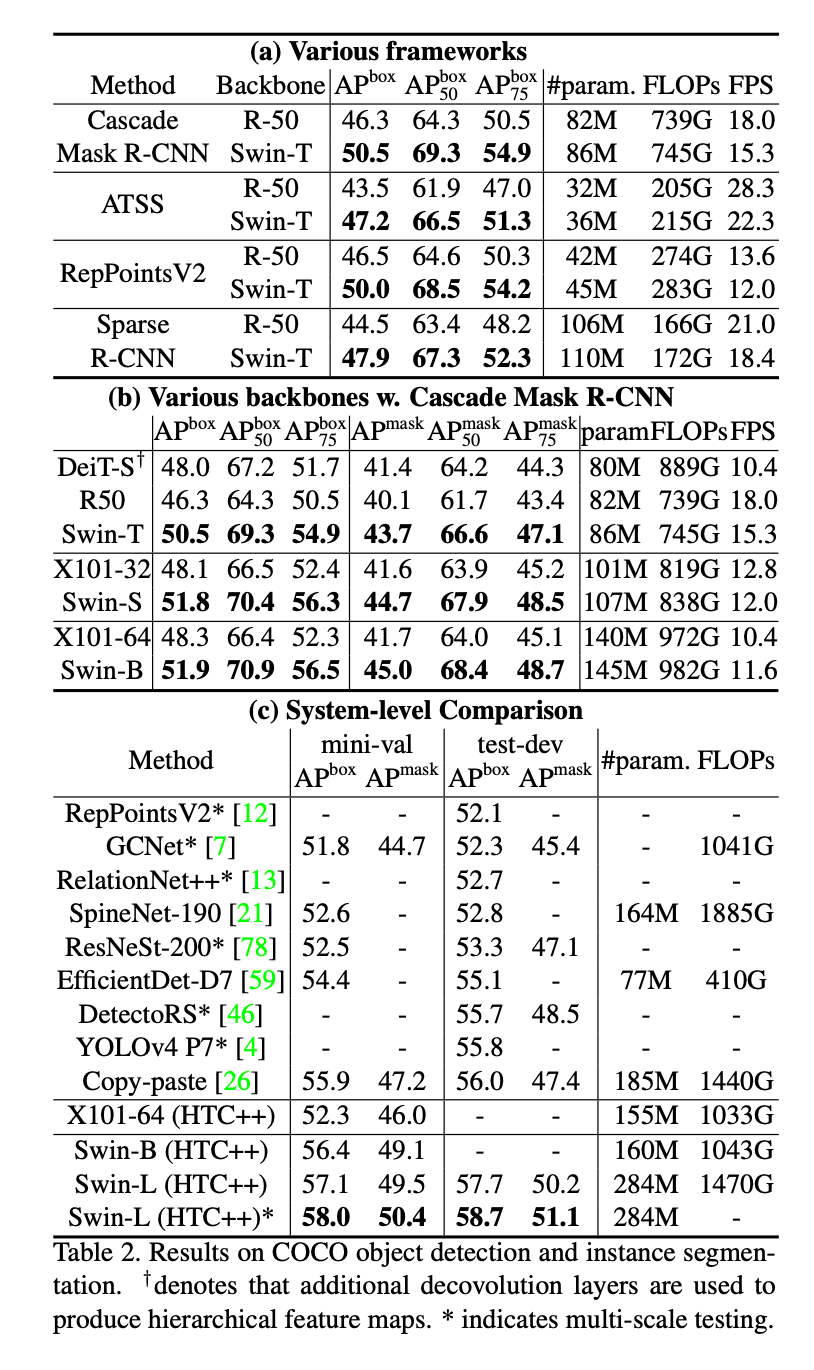 (a) Various frameworks
Method Backbone AP^box AP^box_50 AP^box_75 #param. FLOPs FPS
Cascade R-50 46.3 64.3 50.5 82M 739G 18.0
Mask R-CNN Swin-T 50.5 69.3 54.9 86M 745G 15.3
ATSS R-50 43.5 61.9 47.0 32M 205G 28.3
Swin-T 47.2 66.5 51.3 36M 215G 22.3
RepPointsV2 R-50 46.5 64.6 50.3 42M 274G 13.6
Swin-T 50.0 68.5 54.2 45M 283G 12.0
Sparse R-50 44.5 63.4 48.2 106M 166G 21.0
R-CNN Swin-T 47.9 67.3 52.3 110M 172G 18.4
(b) Various backbones w. Cascade Mask R-CNN
AP^box AP^box_50 AP^box_75 AP^mask AP^mask_50 AP^mask_75 param FLOPs FPS
DeiT-S† 48.0 67.2 51.7 41.4 64.2 44.3 80M 889G 10.4
R50 46.3 64.3 50.5 40.1 61.7 43.4 82M 739G 18.0
Swin-T 50.5 69.3 54.9 43.7 66.6 47.1 86M 745G 15.3
X101-32 48.1 66.5 52.4 41.6 63.9 45.2 101M 819G 12.8
Swin-S 51.8 70.4 56.3 44.7 67.9 48.5 107M 838G 12.0
X101-64 48.3 66.4 52.3 41.7 64.0 45.1 140M 972G 10.4
Swin-B 51.9 70.9 56.5 45.0 68.4 48.7 145M 982G 11.6
(c) System-level Comparison
Method mini-val test-dev #param. FLOPs
AP^box AP^mask AP^box AP^mask
RepPointsV2* [12] - - 52.1 - - -
GCNet* [7] 51.8 44.7 52.3 45.4 - 1041G
RelationNet++* [13] - - 52.7 - - -
SpineNet-190 [21] 52.6 - 52.8 - 164M 1885G
ResNeSt-200* [78] 52.5 - 53.3 47.1 - -
EfficientDet-D7 [59] 54.4 - 55.1 - 77M 410G
DetectoRS* [46] - - 55.7 48.5 - -
YOLOv4 P7* [4] - - 55.8 - - -
Copy-paste [26] 55.9 47.2 56.0 47.4 185M 1440G
X101-64 (HTC++) 52.3 46.0 - - 155M 1033G
Swin-B (HTC++) 56.4 49.1 - - 160M 1043G
Swin-L (HTC++) 57.1 49.5 57.7 50.2 284M 1470G
Swin-L (HTC++)* 58.0 50.4 58.7 51.1 284M -
Table 2. Results on COCO object detection and instance segmen-
tation. †denotes that additional decovolution layers are used to
produce hierarchical feature maps. * indicates multi-scale testing.